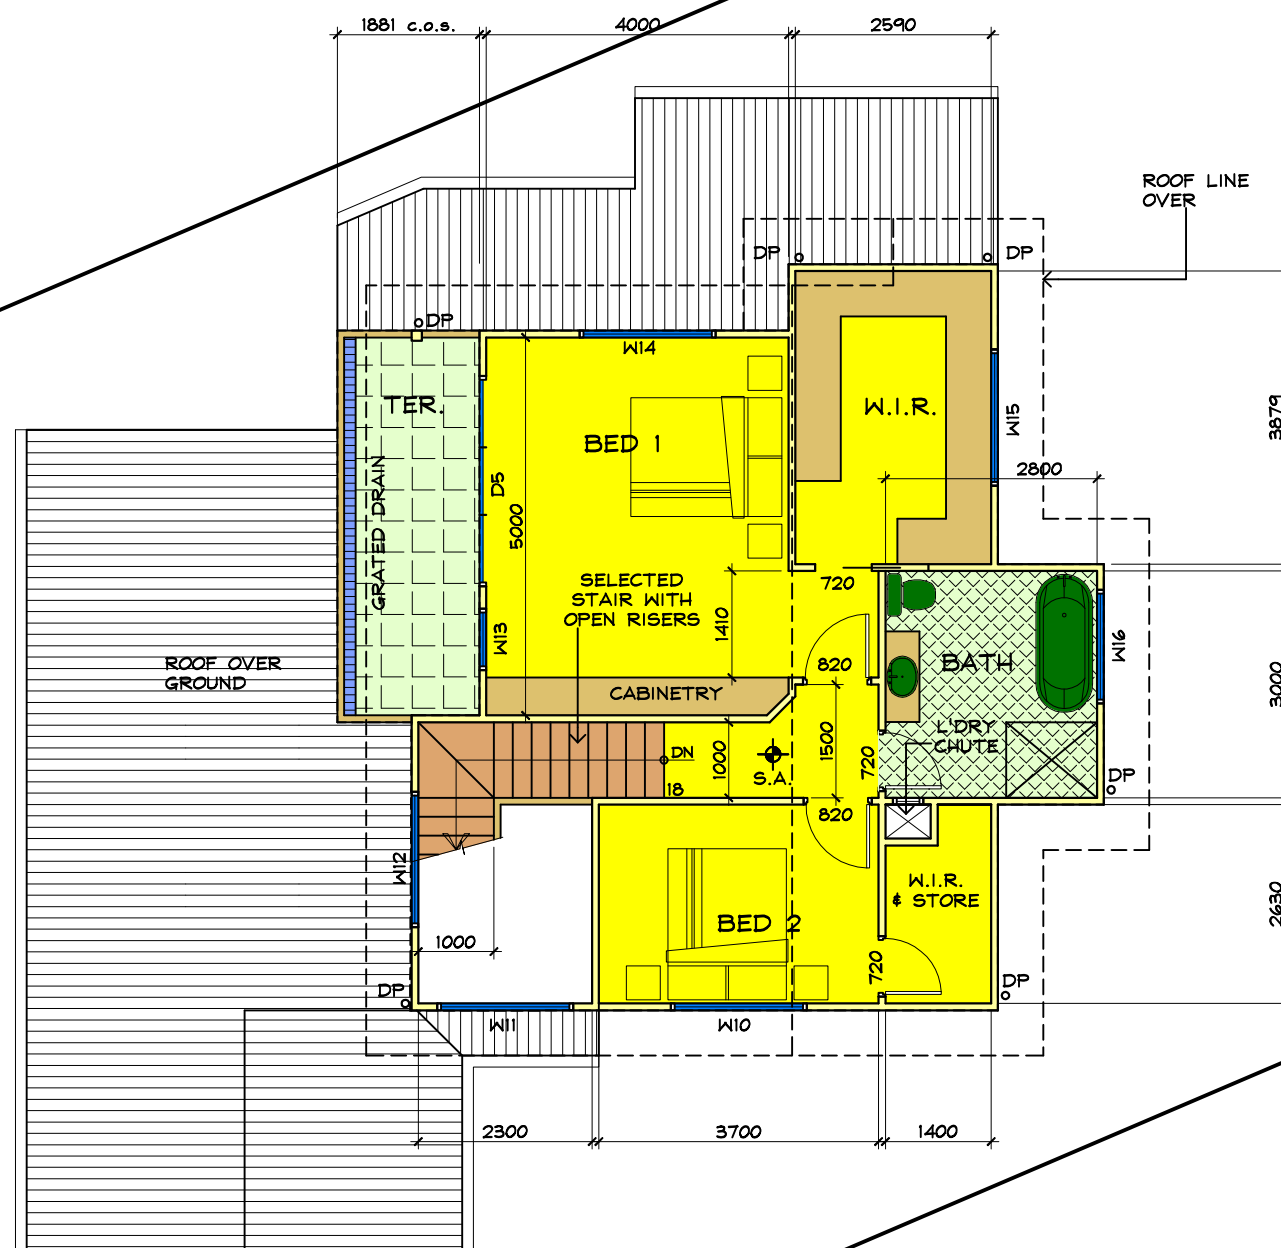 1881 c.o.s.
4000
2590
ROOF LINE
OVER
DP
DP
DP
W14
TER.
BED 1
W.I.R.
W15
3879
2800
GRATED DRAIN
D5
5000
SELECTED
STAIR WITH
OPEN RISERS
720
1410
W13
820
BATH
W16
ROOF OVER
GROUND
CABINETRY
3000
L'DRY
CHUTE
DN
1000
S.A.
1500
720
DP
18
820
W12
W.I.R.
& STORE
BED 2
2630
1000
720
DP
DP
W11
W10
2300
3700
1400